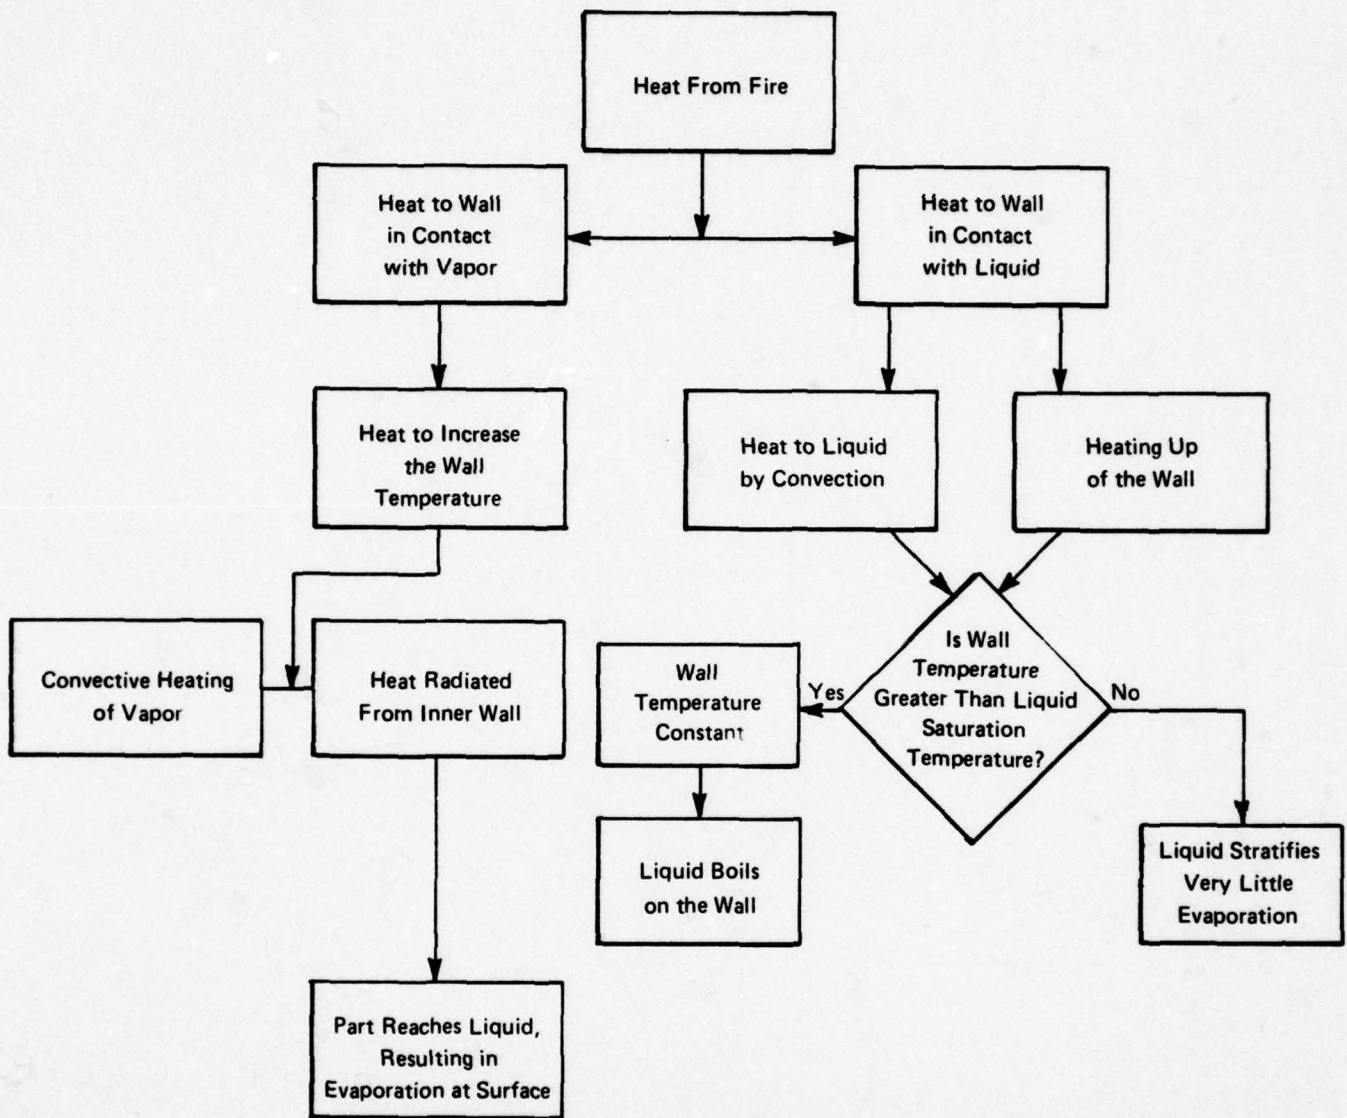 Heat From Fire
Heat to Wall
in Contact
with Vapor
Heat to Wall
in Contact
with Liquid
Heat to Increase
the Wall
Temperature
Heat to Liquid
by Convection
Heating Up
of the Wall
Convective Heating
of Vapor
Heat Radiated
From Inner Wall
Wall
Temperature
Constant
Yes
Is Wall
Temperature
Greater Than Liquid
Saturation
Temperature?
No
Liquid Boils
on the Wall
Liquid Stratifies
Very Little
Evaporation
Part Reaches Liquid,
Resulting in
Evaporation at Surface